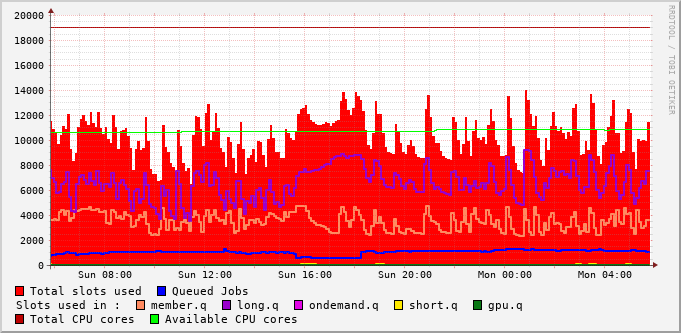 20000
18000
16000
14000
12000
10000
8000
6000
4000
2000
0
Sun 08:00 Sun 12:00 Sun 16:00 Sun 20:00 Mon 00:00 Mon 04:00
RRDTOOL / TOBI OETIKER
Total slots used Queued Jobs
Slots used in : member.q long.q ondemand.q short.q gpu.q
Total CPU cores Available CPU cores